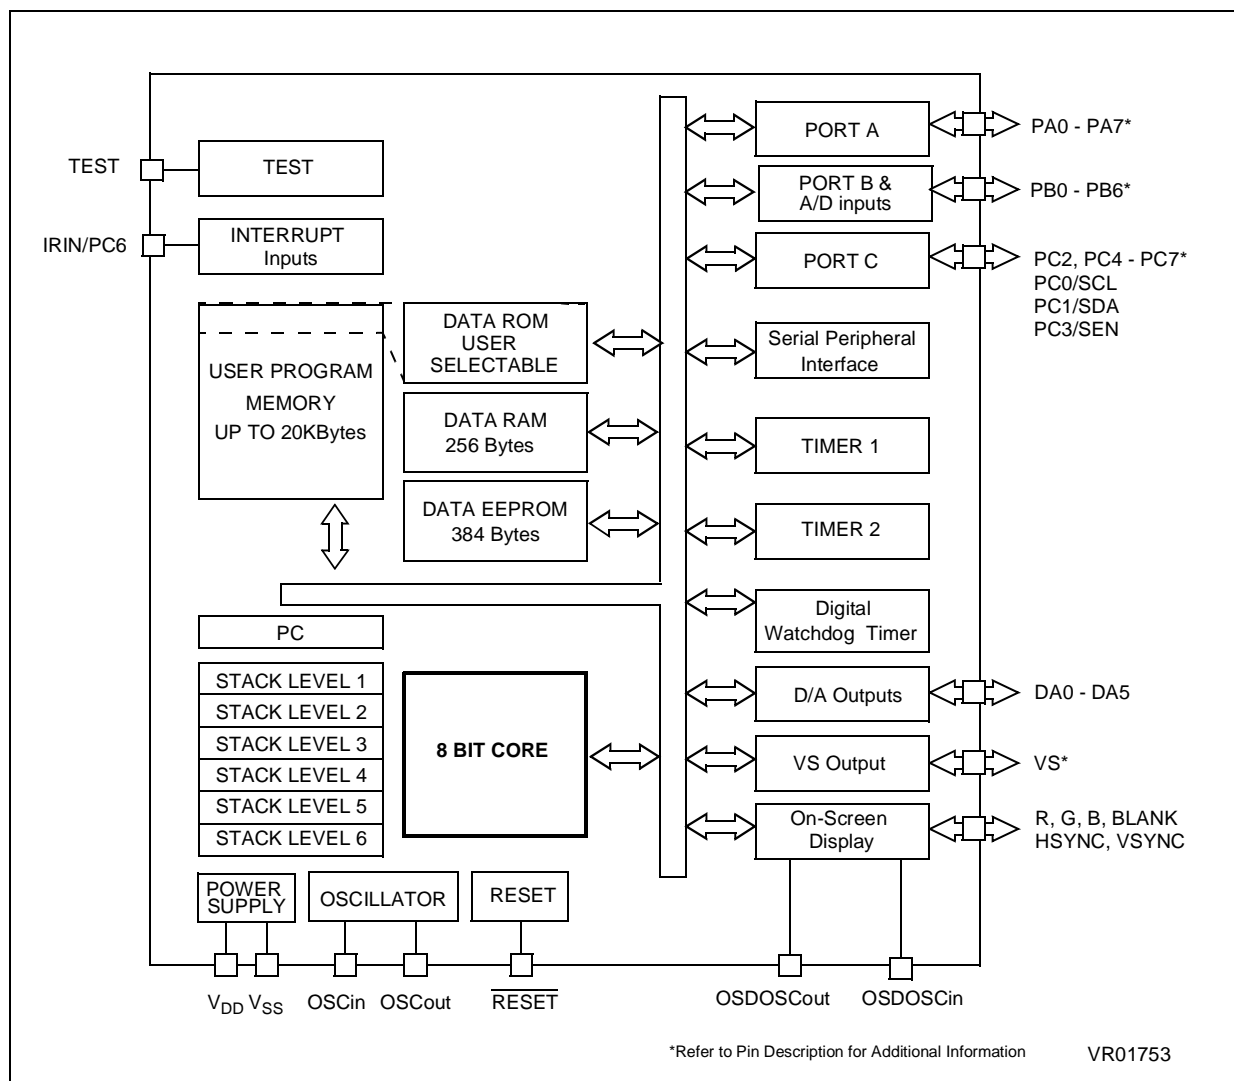 TEST
TEST
IRIN/PC6
INTERRUPT
Inputs
USER PROGRAM
MEMORY
UP TO 20KBytes
DATA ROM
USER
SELECTABLE
DATA RAM
256 Bytes
DATA EEPROM
384 Bytes
PC
STACK LEVEL 1
STACK LEVEL 2
STACK LEVEL 3
STACK LEVEL 4
STACK LEVEL 5
STACK LEVEL 6
8 BIT CORE
POWER
SUPPLY
OSCILLATOR
RESET
VDD VSS
OSCin
OSCout
RESET
PORT A
PA0 - PA7*
PORT B &
A/D inputs
PB0 - PB6*
PORT C
PC2, PC4 - PC7*
PC0/SCL
PC1/SDA
PC3/SEN
Serial Peripheral
Interface
TIMER 1
TIMER 2
Digital
Watchdog Timer
D/A Outputs
DA0 - DA5
VS Output
VS*
On-Screen
Display
R, G, B, BLANK
HSYNC, VSYNC
OSDOSCout
OSDOSCin
*Refer to Pin Description for Additional Information
VR01753